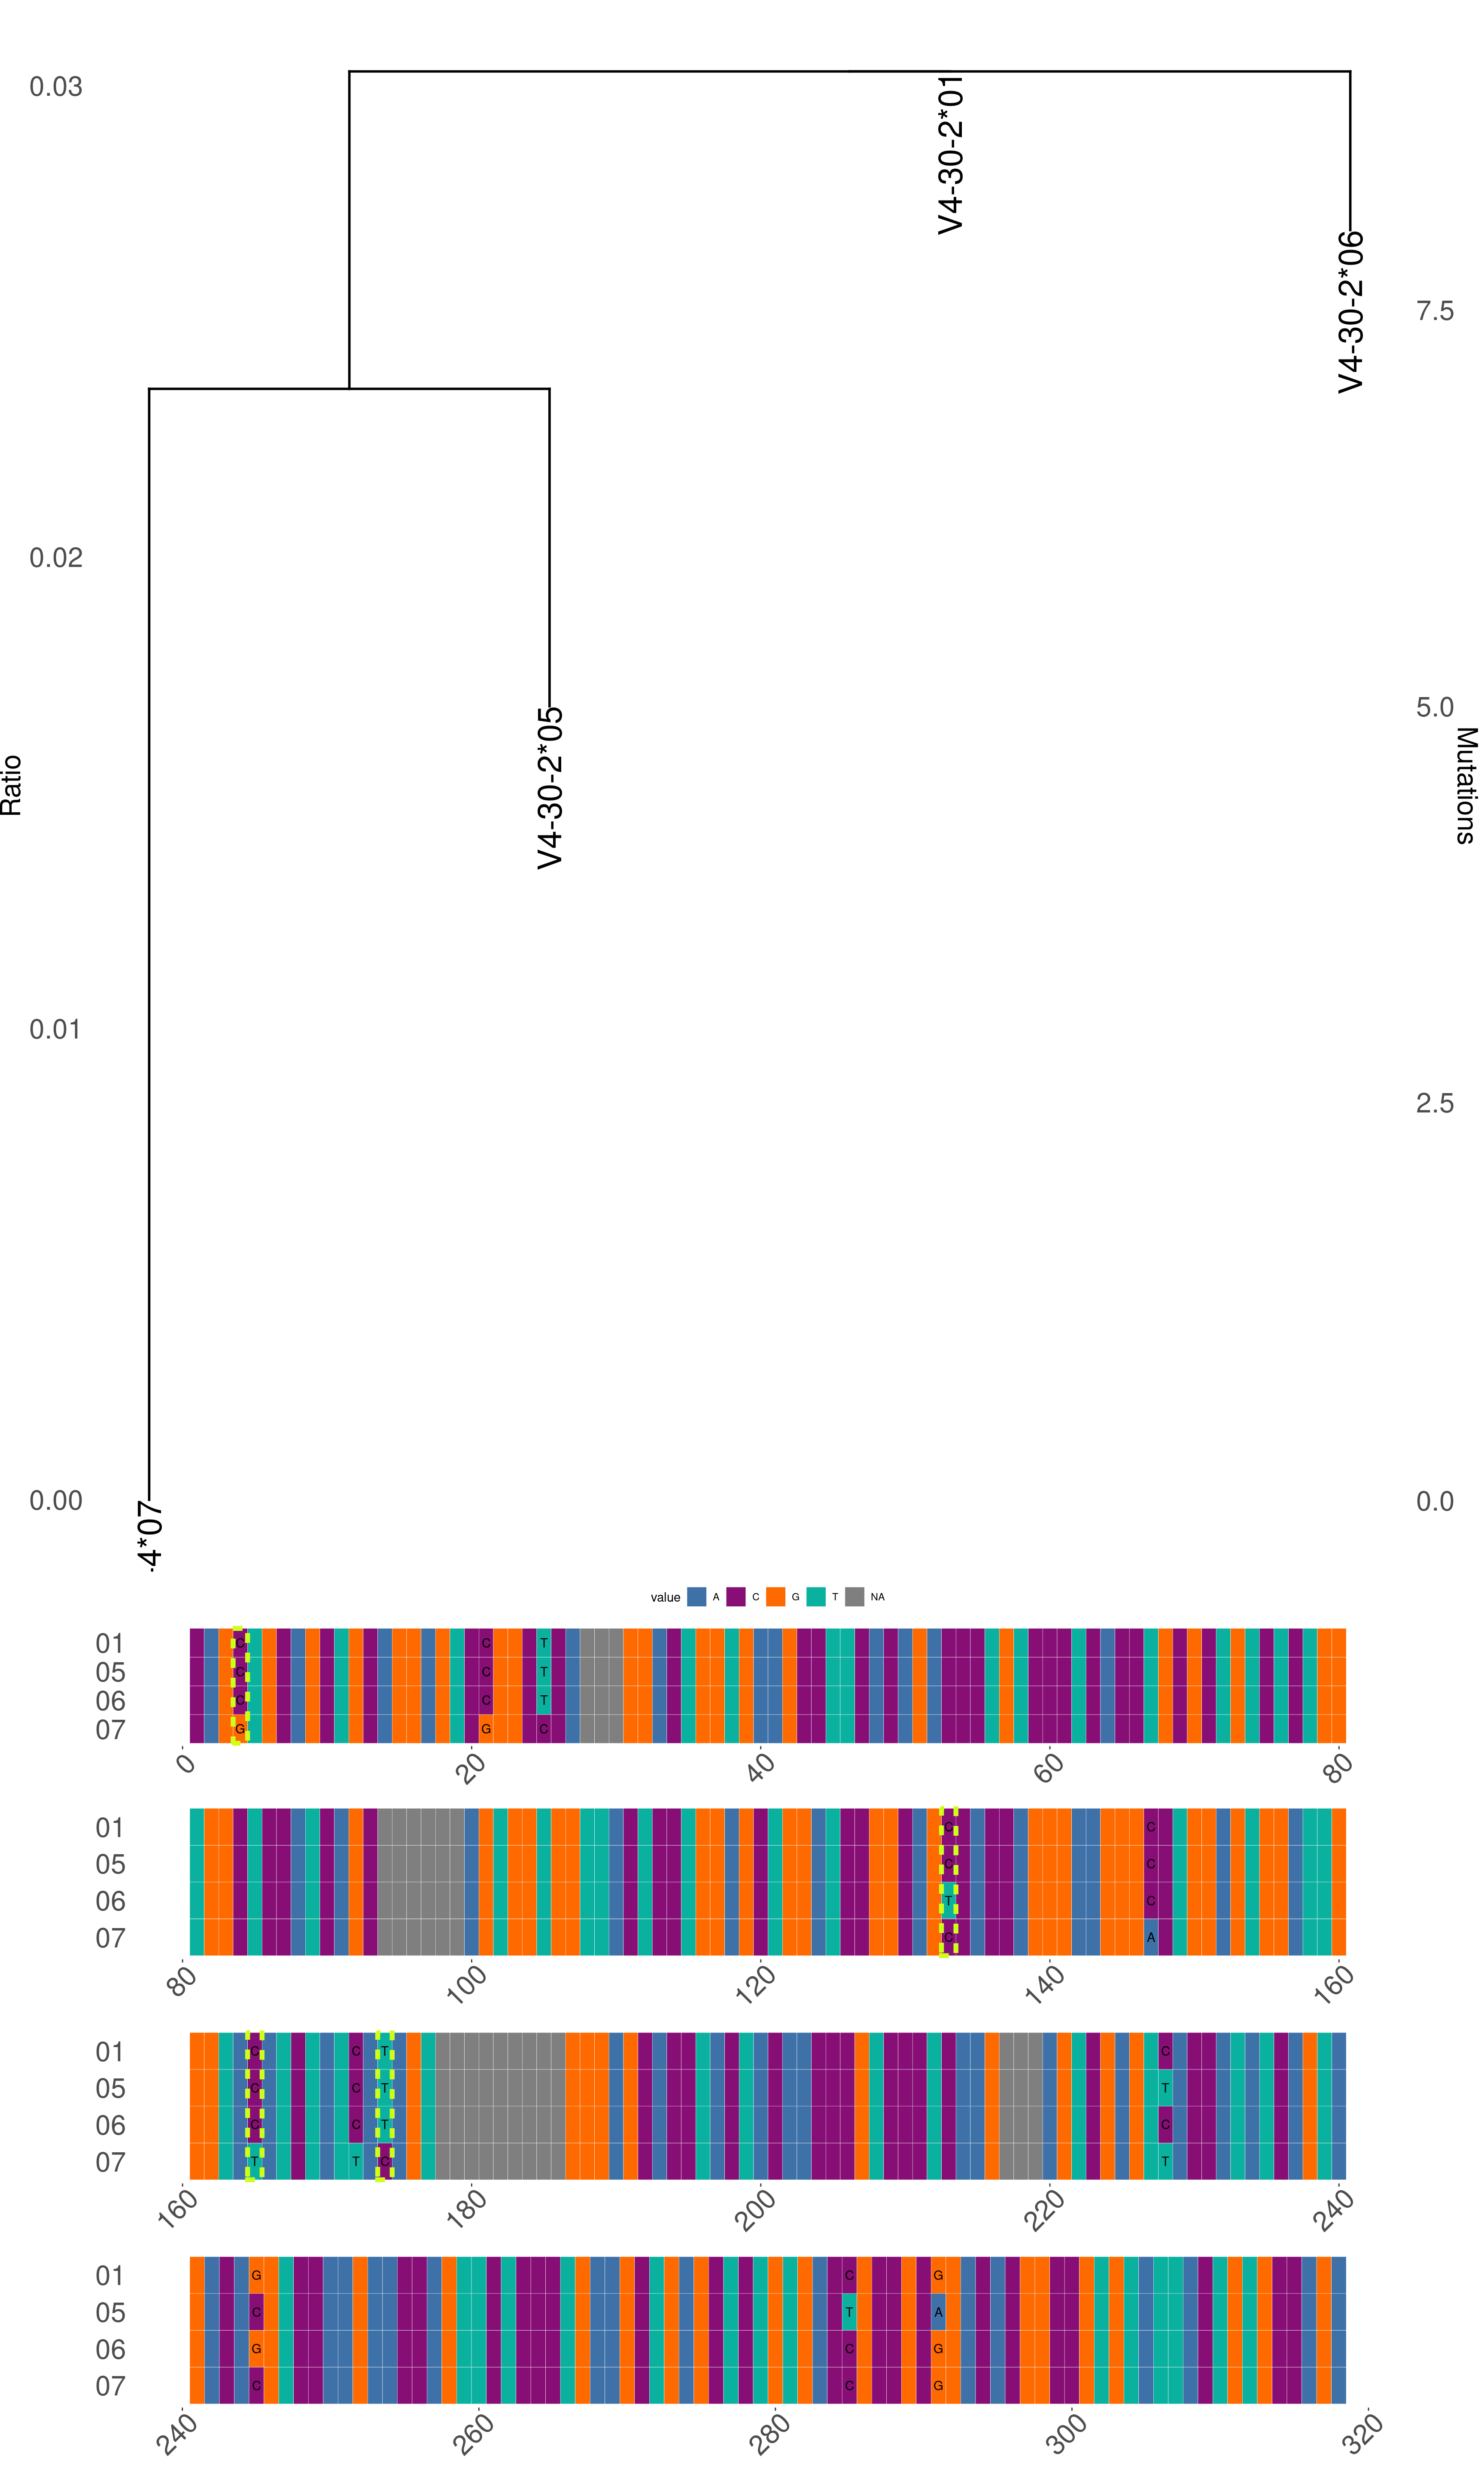 0.03
0.02
0.01
0.00
Ratio
7.5
5.0
2.5
0.0
Mutations
V4-30-2*01
V4-30-2*06
V4-30-2*05
-4*07
value A C G T NA
01 C C T
05 C C T
06 C C T
07 G G C
0 20 40 60 80
01 C C
05 C C
06 T C
07 C A
80 100 120 140 160
01 C C T C
05 C C T T
06 C C T C
07 T T C T
160 180 200 220 240
01 G C G
05 C T A
06 G C G
07 C C G
240 260 280 300 320